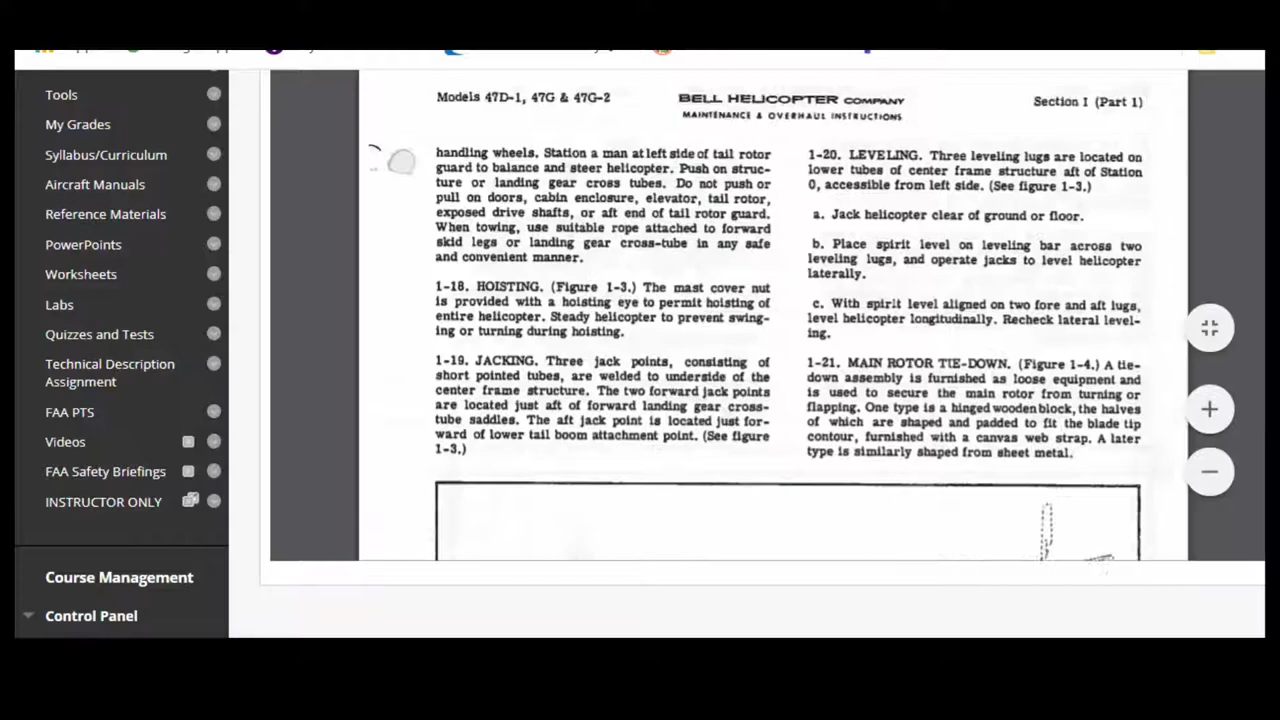 Tools
My Grades
Syllabus/Curriculum
Aircraft Manuals
Reference Materials
PowerPoints
Worksheets
Labs
Quizzes and Tests
Technical Description
Assignment
FAA PTS
Videos
FAA Safety Briefings
INSTRUCTOR ONLY
Course Management
Control Panel
Models 47D-1, 47G & 47G-2
BELL HELICOPTER COMPANY
MAINTENANCE & OVERHAUL INSTRUCTIONS
Section I (Part 1)
handling wheels. Station a man at left side of tail rotor
guard to balance and steer helicopter. Push on struc-
ture or landing gear cross tubes. Do not push or
pull on doors, cabin enclosure, elevator, tail rotor,
exposed drive shafts, or aft end of tail rotor guard.
When towing, use suitable rope attached to forward
skid legs or landing gear cross-tube in any safe
and convenient manner.
1-18. HOISTING. (Figure 1-3.) The mast cover nut
is provided with a hoisting eye to permit hoisting of
entire helicopter. Steady helicopter to prevent swing-
ing or turning during hoisting.
1-19. JACKING. Three jack points, consisting of
short pointed tubes, are welded to underside of the
center frame structure. The two forward jack points
are located just aft of forward landing gear cross-
tube saddles. The aft jack point is located just for-
ward of lower tail boom attachment point. (See figure
1-3.)
1-20. LEVELING. Three leveling lugs are located on
lower tubes of center frame structure aft of Station
0, accessible from left side. (See figure 1-3.)
a. Jack helicopter clear of ground or floor.
b. Place spirit level on leveling bar across two
leveling lugs, and operate jacks to level helicopter
laterally.
c. With spirit level aligned on two fore and aft lugs,
level helicopter longitudinally. Recheck lateral level-
ing.
1-21. MAIN ROTOR TIE-DOWN. (Figure 1-4.) A tie-
down assembly is furnished as loose equipment and
is used to secure the main rotor from turning or
flapping. One type is a hinged wooden block, the halves
of which are shaped and padded to fit the blade tip
contour, furnished with a canvas web strap. A later
type is similarly shaped from sheet metal.